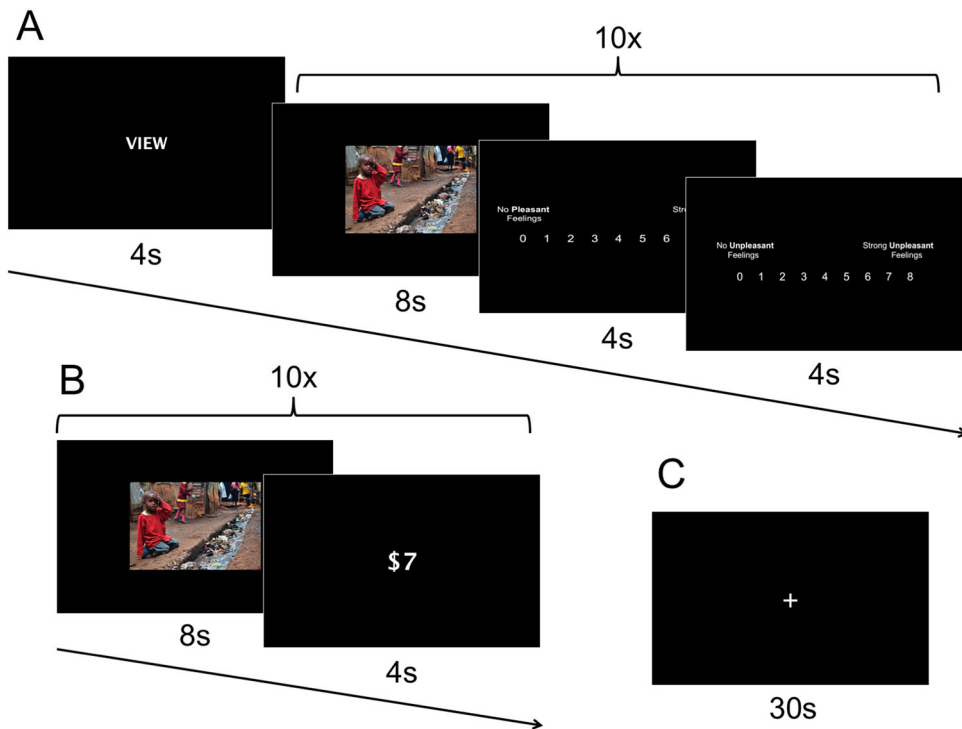 A
10x
VIEW
No Pleasant
Feelings
0 1 2 3 4 5 6
No Unpleasant
Feelings
Strong Unpleasant
Feelings
0 1 2 3 4 5 6 7 8
4s
8s
4s
4s
B
10x
$7
8s
4s
C
+
30s